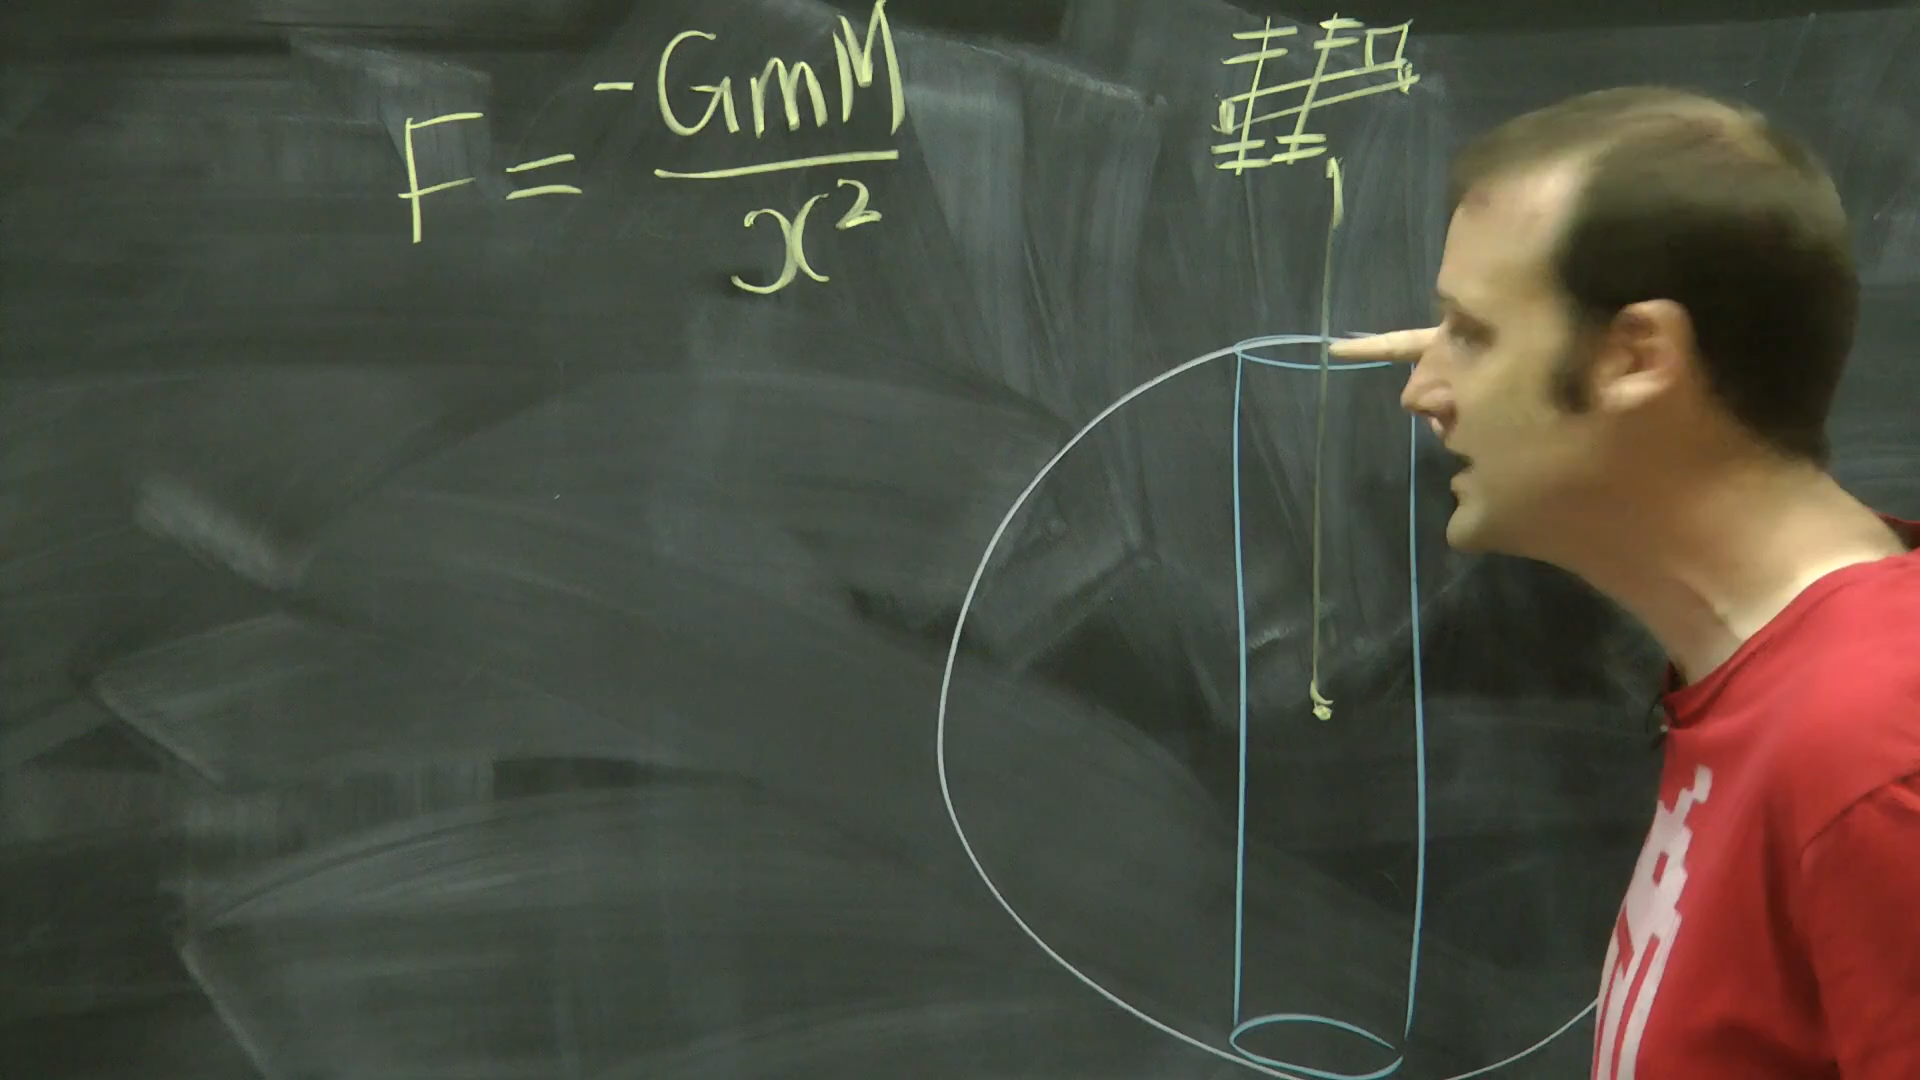 F = -GmM
x²